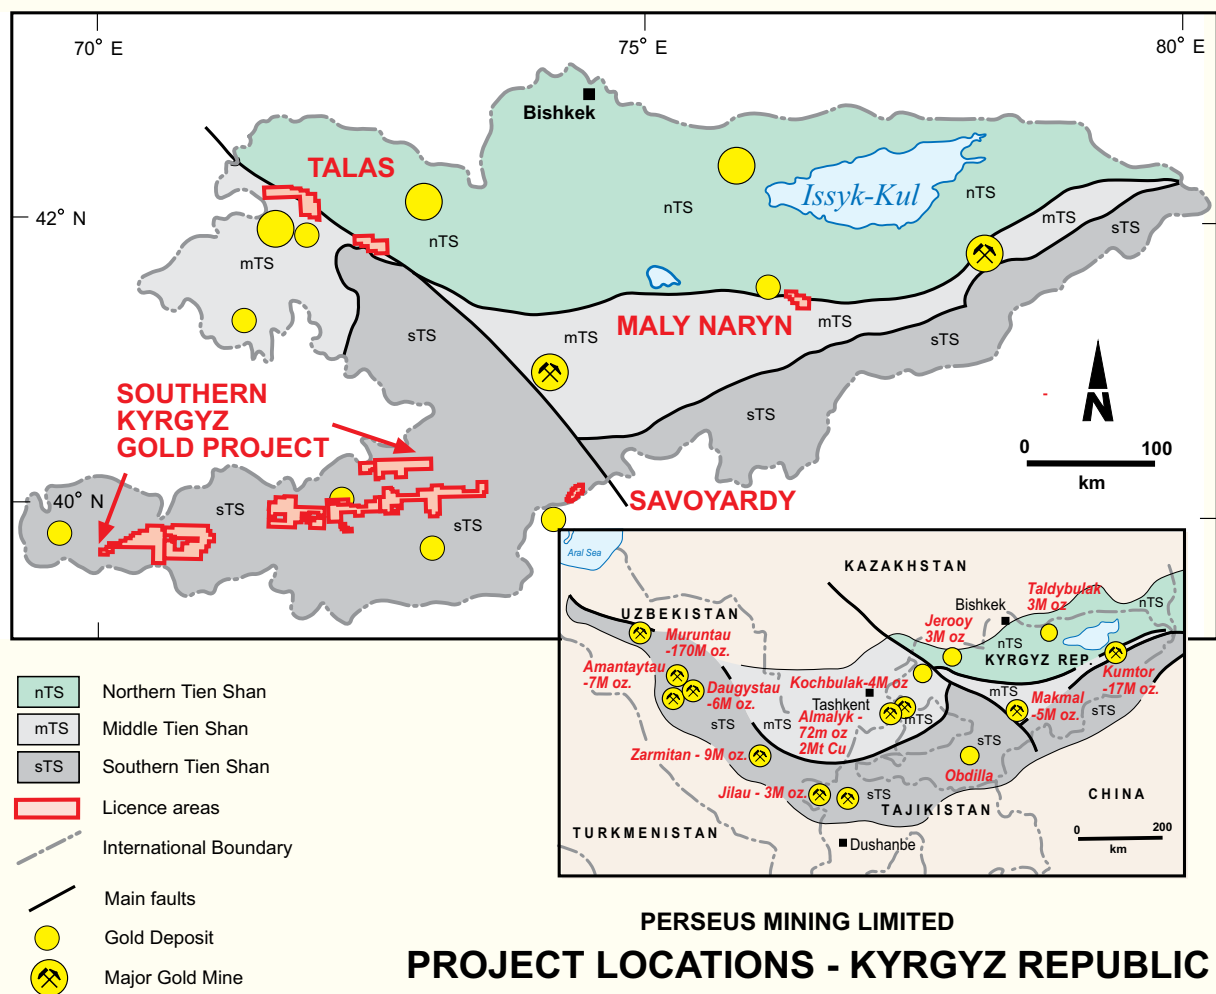 70° E
75° E
80° E
Bishkek
TALAS
Issyk-Kul
nTS
nTS
42° N
nTS
mTS
sTS
mTS
MALY NARYN
mTS
mTS
sTS
sTS
sTS
SOUTHERN
KYRGYZ
GOLD PROJECT
N
0 100
km
40° N
sTS
sTS
SAVOYARDY
Aral Sea
KAZAKHSTAN
UZBEKISTAN
Bishkek
Taldybulak
3M oz
nTS
Jerooy
3M oz
nTS
KYRGYZ REP.
Muruntau
-170M oz.
Amantaytau
-7M oz.
Daugystau
-6M oz.
Kochbulak-4M oz
Tashkent
Kumtor
-17M oz.
mTS
Makmal
-5M oz.
sTS
sTS
mTS
Almalyk -
72m oz
2Mt Cu
mTS
sTS
Zarmitan - 9M oz.
Obdilla
Jilau - 3M oz.
sTS
TAJIKISTAN
CHINA
TURKMENISTAN
Dushanbe
0 200
km
nTS Northern Tien Shan
mTS Middle Tien Shan
sTS Southern Tien Shan
Licence areas
International Boundary
Main faults
Gold Deposit
Major Gold Mine
PERSEUS MINING LIMITED
PROJECT LOCATIONS - KYRGYZ REPUBLIC